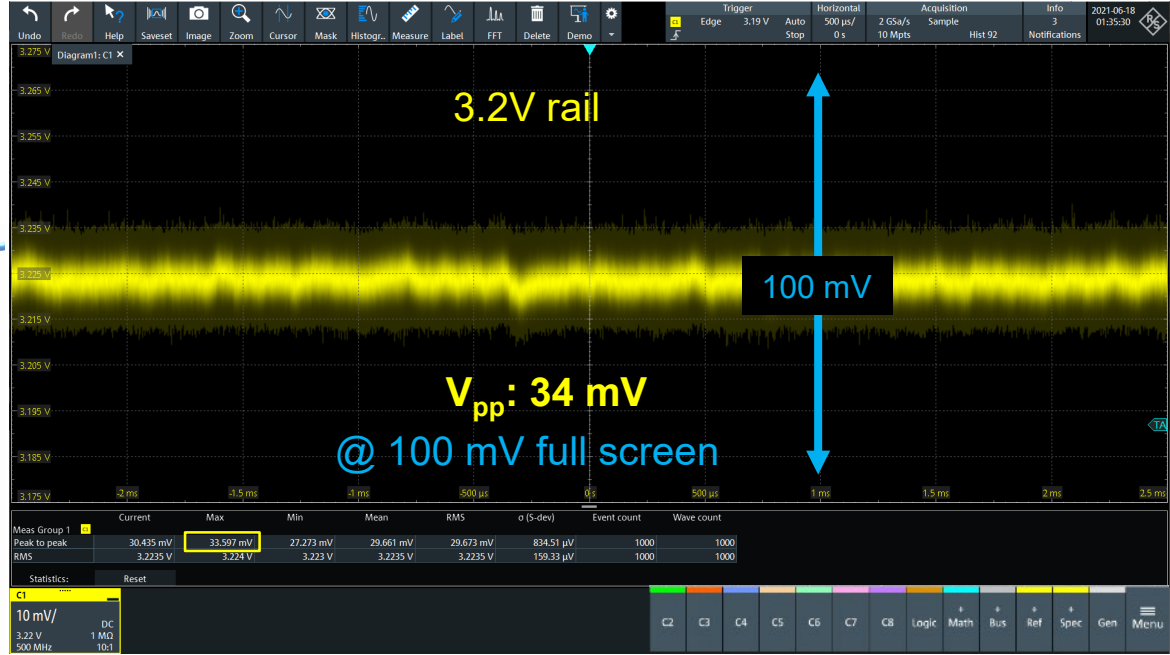 Undo Redo Help Saveset Image Zoom Cursor Mask Histogr... Measure Label FFT Delete Demo
Trigger Horizontal Acquisition Info 2021-06-18
C1 Edge 3.19 V Auto 500 µs/ 2 GSa/s Sample 3 01:35:30
Stop 0 s 10 Mpts Hist 92 Notifications
R&S
3.275 V Diagram1: C1 X
3.265 V
3.2V rail
3.255 V
3.245 V
3.235 V
3.225 V
100 mV
3.215 V
3.205 V
Vpp: 34 mV
3.195 V
TA
@ 100 mV full screen
3.185 V
3.175 V -2 ms -1.5 ms -1 ms -500 µs 0 s 500 µs 1 ms 1.5 ms 2 ms 2.5 ms
Current Max Min Mean RMS σ (S-dev) Event count Wave count
Meas Group 1 C1
Peak to peak 30.435 mV 33.597 mV 27.273 mV 29.661 mV 29.673 mV 834.51 µV 1000 1000
RMS 3.2235 V 3.224 V 3.223 V 3.2235 V 3.2235 V 159.33 µV 1000 1000
Statistics: Reset
C1
10 mV/ DC
3.22 V 1 MΩ
500 MHz 10:1
C2 C3 C4 C5 C6 C7 C8 Logic Math Bus Ref Spec Gen Menu